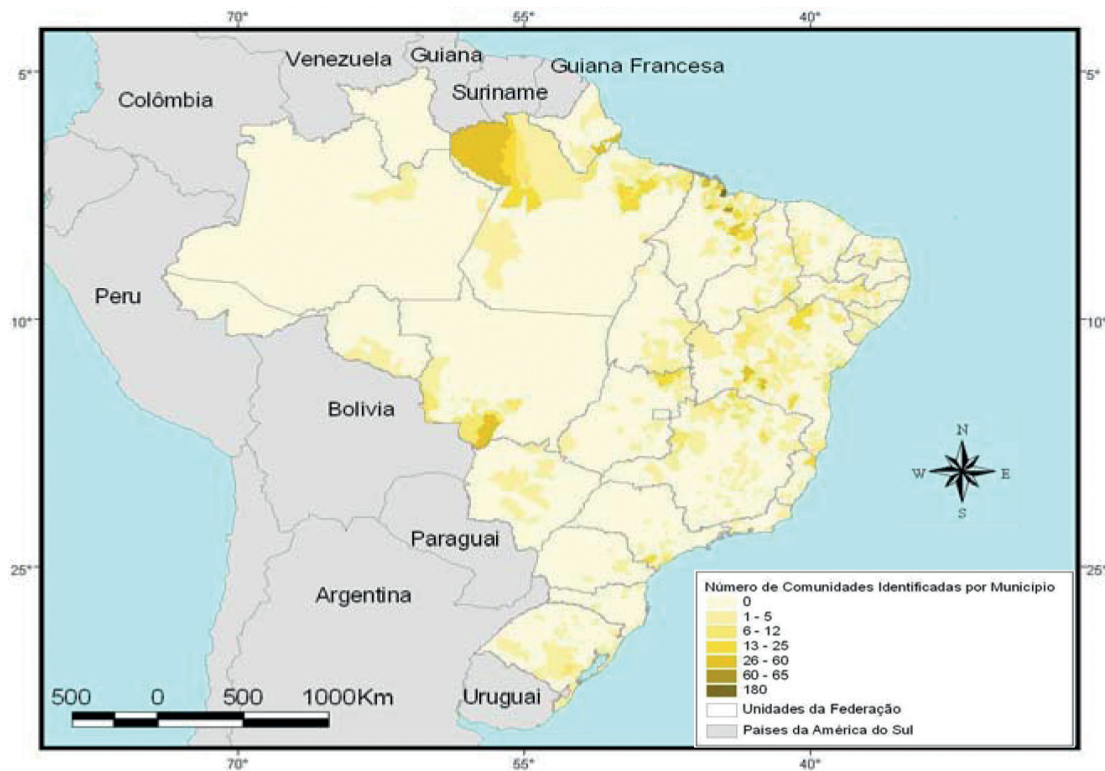 70°
55°
40°
Venezuela
Guiana
Guiana Francesa
Suriname
Colômbia
5°
5°
Peru
10°
10°
Bolivia
N
W
E
S
Paraguai
25°
25°
Argentina
Uruguai
500 0 500 1000Km
Número de Comunidades Identificadas por Município
0
1 - 5
6 - 12
13 - 25
26 - 60
60 - 65
180
Unidades da Federação
Países da América do Sul
70°
55°
40°